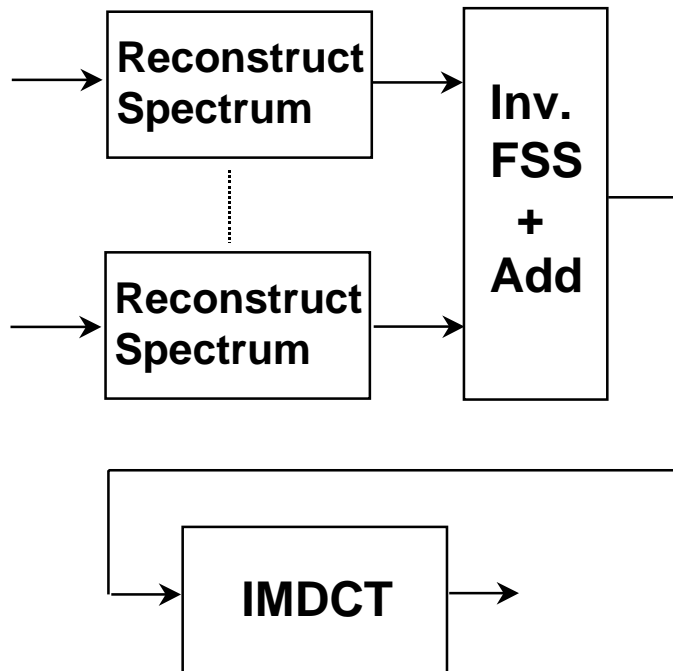 Reconstruct
Spectrum
Inv.
FSS
+
Add
Reconstruct
Spectrum
IMDCT